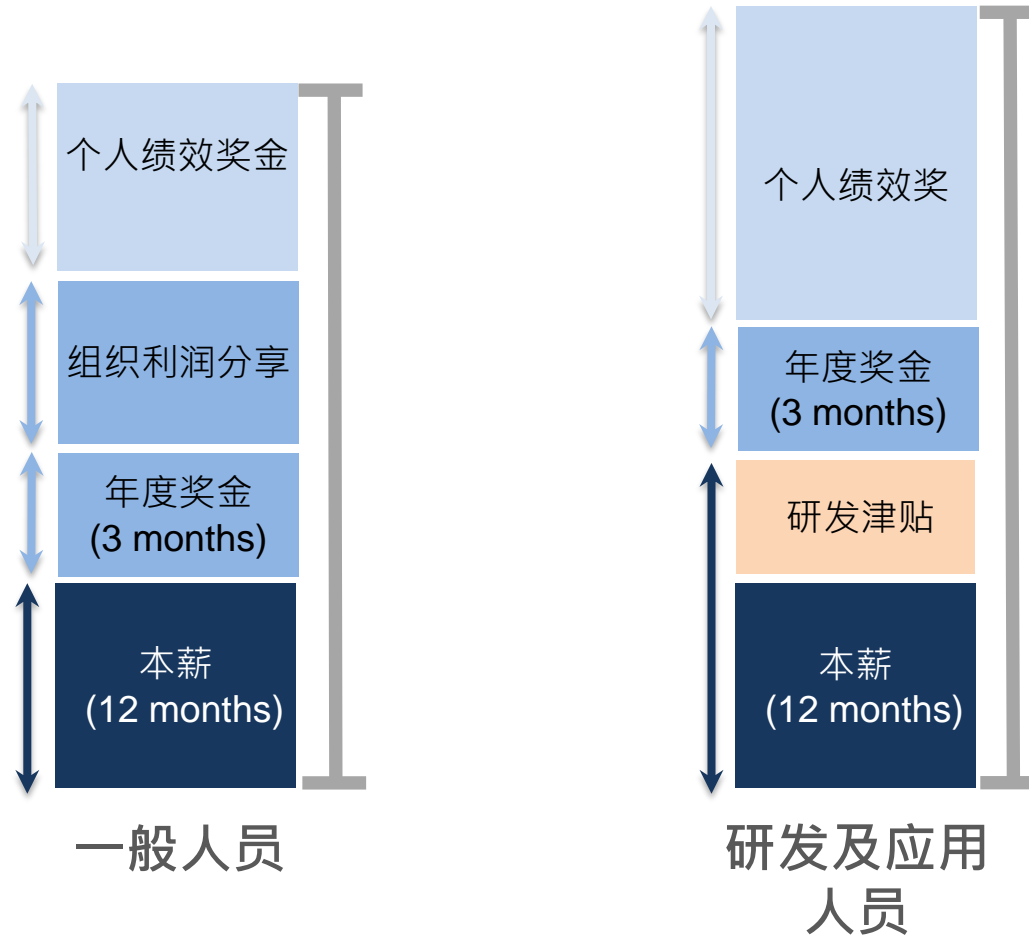 个人绩效奖金
组织利润分享
年度奖金
(3 months)
本薪
(12 months)
一般人员
个人绩效奖
年度奖金
(3 months)
研发津贴
本薪
(12 months)
研发及应用
人员